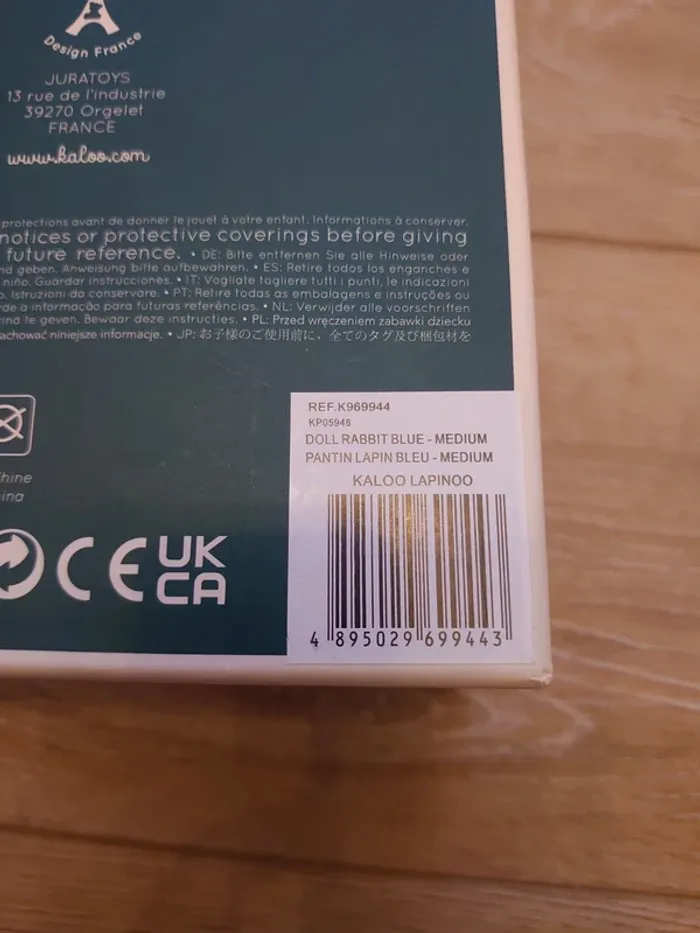 Design France
JURATOYS
13 rue de l'industrie
39270 Orgelet
FRANCE
www.kaloo.com
protections avant de donner le jouet à votre enfant. Informations à conserver.
notices or protective coverings before giving
future reference. • DE: Bitte entfernen Sie alle Hinweise oder
geben. Anweisung bitte aufbewahren. • ES: Retire todos los enganches e
niño. Guardar instrucciones. • IT: Vogliate togliere tutti i punti, le indicazioni
Istruzioni da conservare. • PT: Retire todas as embalagens e instruções ou
a informação para futuras referências. • NL: Verwijder alle voorschriften
te geven. Bewaar deze instructies. • PL: Przed wręczeniem zabawki dziecku
niniejsze informacje. • JP: お子様のご使用前に、全てのタグ及び梱包材を
CE UK
CA
REF.K969944
KP05946
DOLL RABBIT BLUE - MEDIUM
PANTIN LAPIN BLEU - MEDIUM
KALOO LAPINOO
4 895029 699443